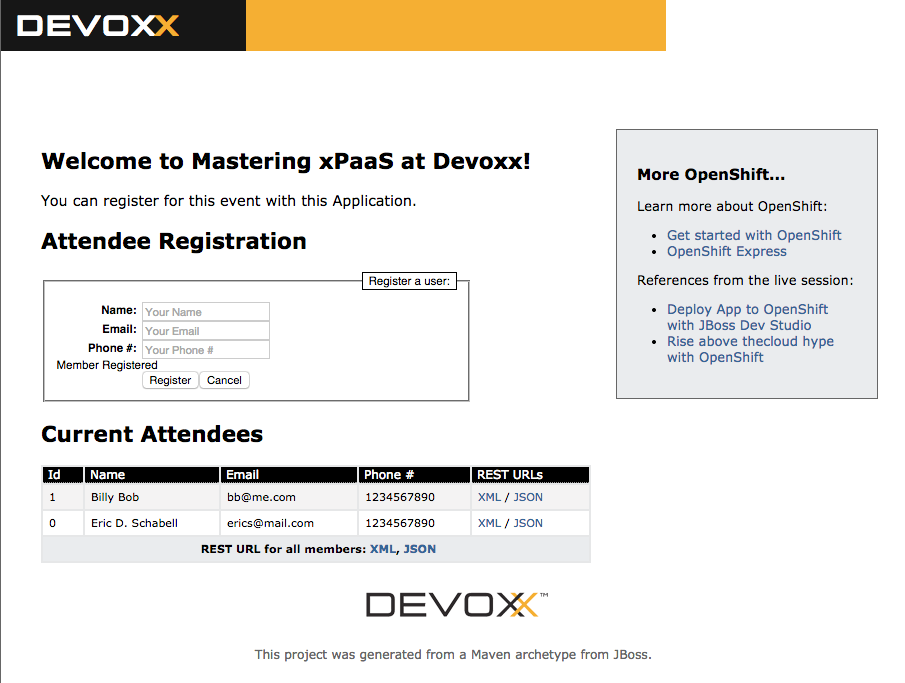 DEVOXX
Welcome to Mastering xPaaS at Devoxx!
You can register for this event with this Application.
Attendee Registration
Register a user:
Name: Your Name
Email: Your Email
Phone #: Your Phone #
Member Registered
Register Cancel
Current Attendees
Id Name Email Phone # REST URLs
1 Billy Bob bb@me.com 1234567890 XML / JSON
0 Eric D. Schabell erics@mail.com 1234567890 XML / JSON
REST URL for all members: XML, JSON
More OpenShift...
Learn more about OpenShift:
• Get started with OpenShift
• OpenShift Express
References from the live session:
• Deploy App to OpenShift
with JBoss Dev Studio
• Rise above thecloud hype
with OpenShift
DEVOXX™
This project was generated from a Maven archetype from JBoss.